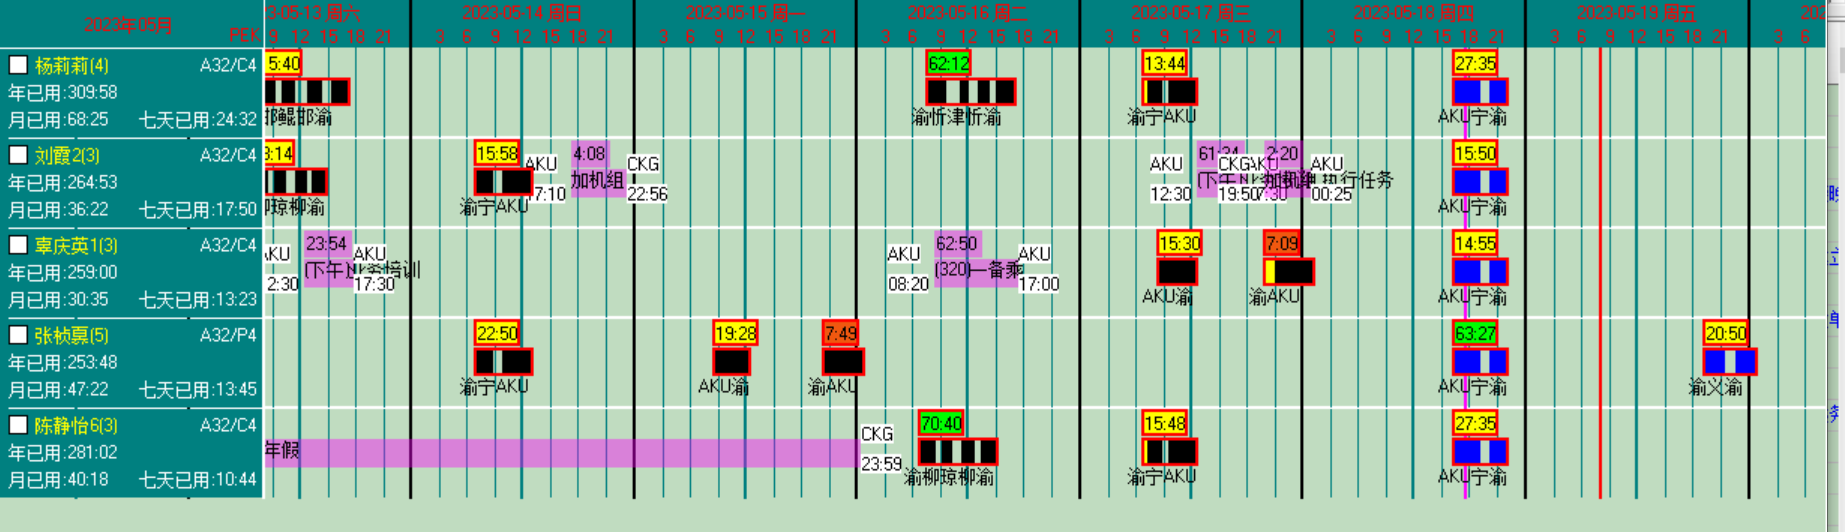 2023年05月
PEK
3-05-13 周六
2023-05-14 周日
2023-05-15 周一
2023-05-16 周二
2023-05-17 周三
2023-05-18 周四
2023-05-19 周五
202
9 12 15 18 21
3 6 9 12 15 18 21
3 6 9 12 15 18 21
3 6 9 12 15 18 21
3 6 9 12 15 18 21
3 6 9 12 15 18 21
3 6 9 12 15 18 21
3 6
杨莉莉(4) A32/C4
年已用:309:58
月已用:68:25 七天已用:24:32
5:40
邯鲲邯渝
62:12
渝忻津忻渝
13:44
渝宁AKU
27:35
AKU宁渝
刘霞2(3) A32/C4
年已用:264:53
月已用:36:22 七天已用:17:50
3:14
琼柳渝
15:58
渝宁AKU
AKU
7:10
4:08
加机组
CKG
22:56
AKU
12:30
(下午)
CKG
19:50
7:30
2:20
AKU
执行任务
00:25
15:50
AKU宁渝
辜庆英1(3) A32/C4
年已用:259:00
月已用:30:35 七天已用:13:23
KU
2:30
23:54
(下午)业务培训
AKU
17:30
AKU
08:20
62:50
(320)一备乘
AKU
17:00
15:30
AKU渝
7:09
渝AKU
14:55
AKU宁渝
张祯(5) A32/P4
年已用:253:48
月已用:47:22 七天已用:13:45
22:50
渝宁AKU
19:28
AKU渝
7:49
渝AKU
63:27
AKU宁渝
20:50
渝义渝
陈静怡6(3) A32/C4
年已用:281:02
月已用:40:18 七天已用:10:44
年假
CKG
23:59
70:40
渝柳琼柳渝
15:48
渝宁AKU
27:35
AKU宁渝